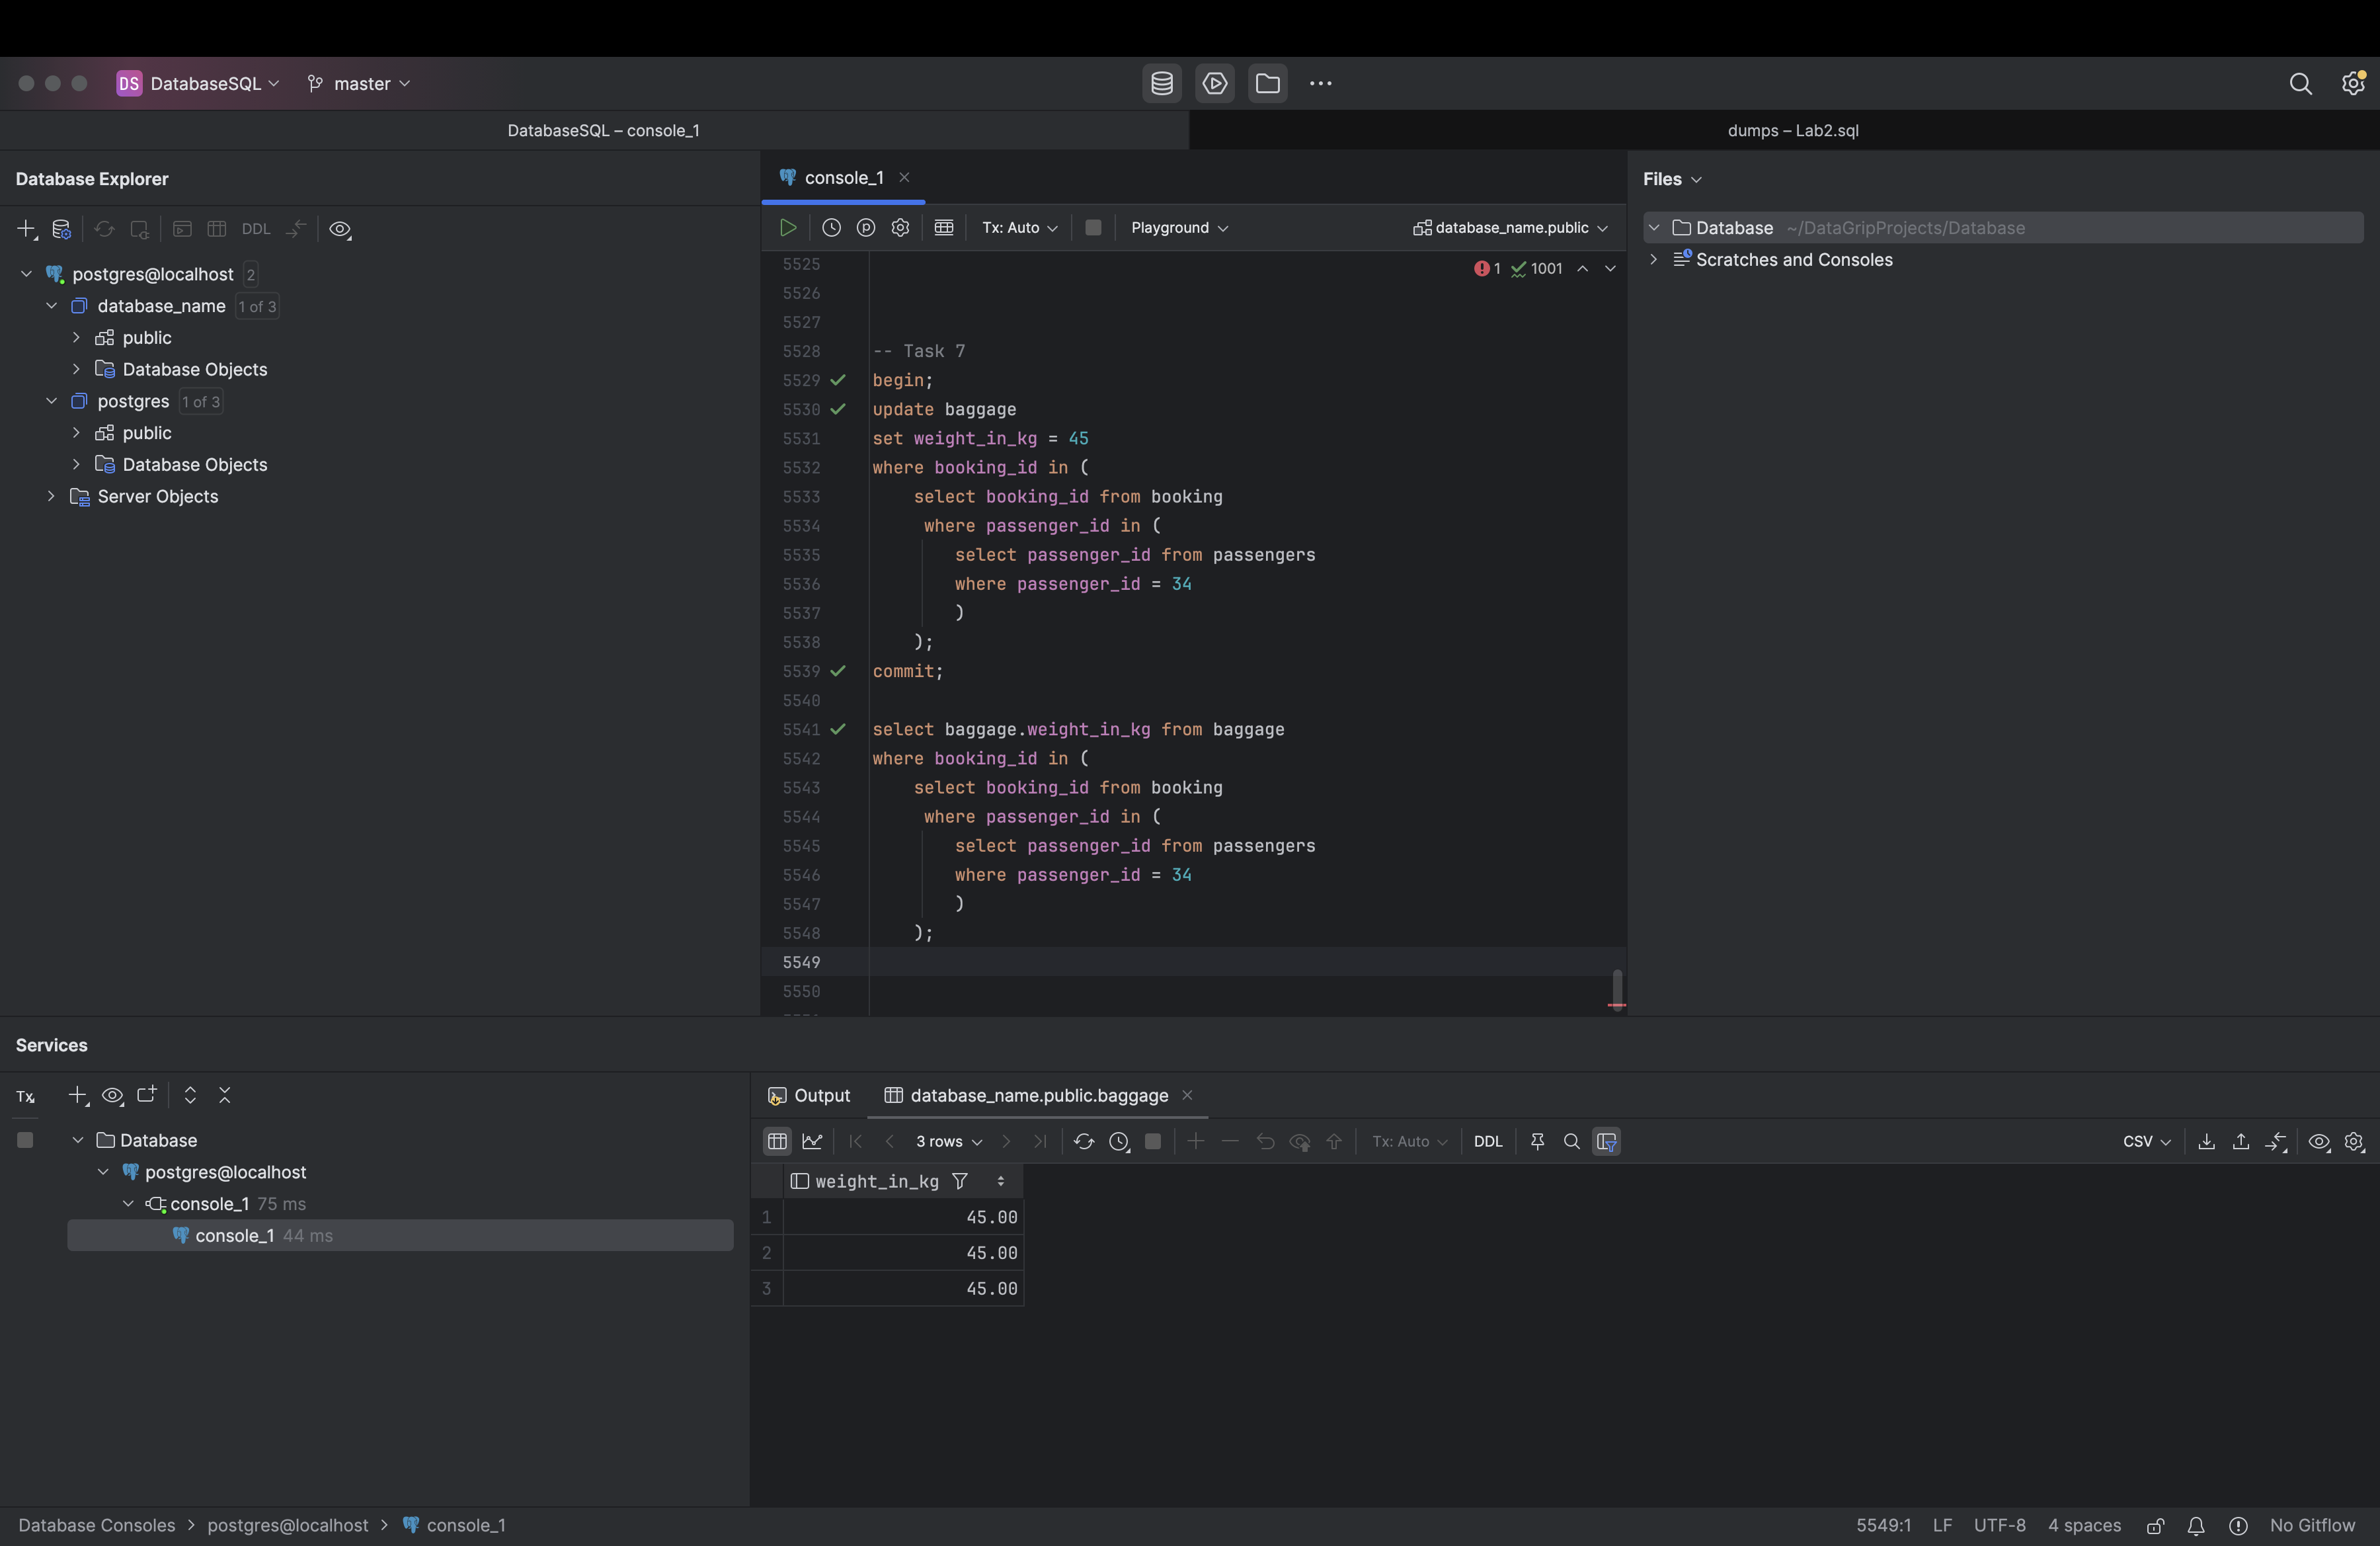 DS DatabaseSQL master
DatabaseSQL – console_1
dumps – Lab2.sql
Database Explorer
DDL
postgres@localhost 2
database_name 1 of 3
public
Database Objects
postgres 1 of 3
public
Database Objects
Server Objects
console_1
Tx: Auto Playground database_name.public
1 1001
5525
5526
5527
5528 -- Task 7
5529 begin;
5530 update baggage
5531 set weight_in_kg = 45
5532 where booking_id in (
5533 select booking_id from booking
5534 where passenger_id in (
5535 select passenger_id from passengers
5536 where passenger_id = 34
5537 )
5538 );
5539 commit;
5540
5541 select baggage.weight_in_kg from baggage
5542 where booking_id in (
5543 select booking_id from booking
5544 where passenger_id in (
5545 select passenger_id from passengers
5546 where passenger_id = 34
5547 )
5548 );
5549
5550
Files
Database ~/DataGripProjects/Database
Scratches and Consoles
Services
Tx
Database
postgres@localhost
console_1 75 ms
console_1 44 ms
Output database_name.public.baggage
3 rows Tx: Auto DDL CSV
weight_in_kg
1 45.00
2 45.00
3 45.00
Database Consoles > postgres@localhost > console_1
5549:1 LF UTF-8 4 spaces No Gitflow